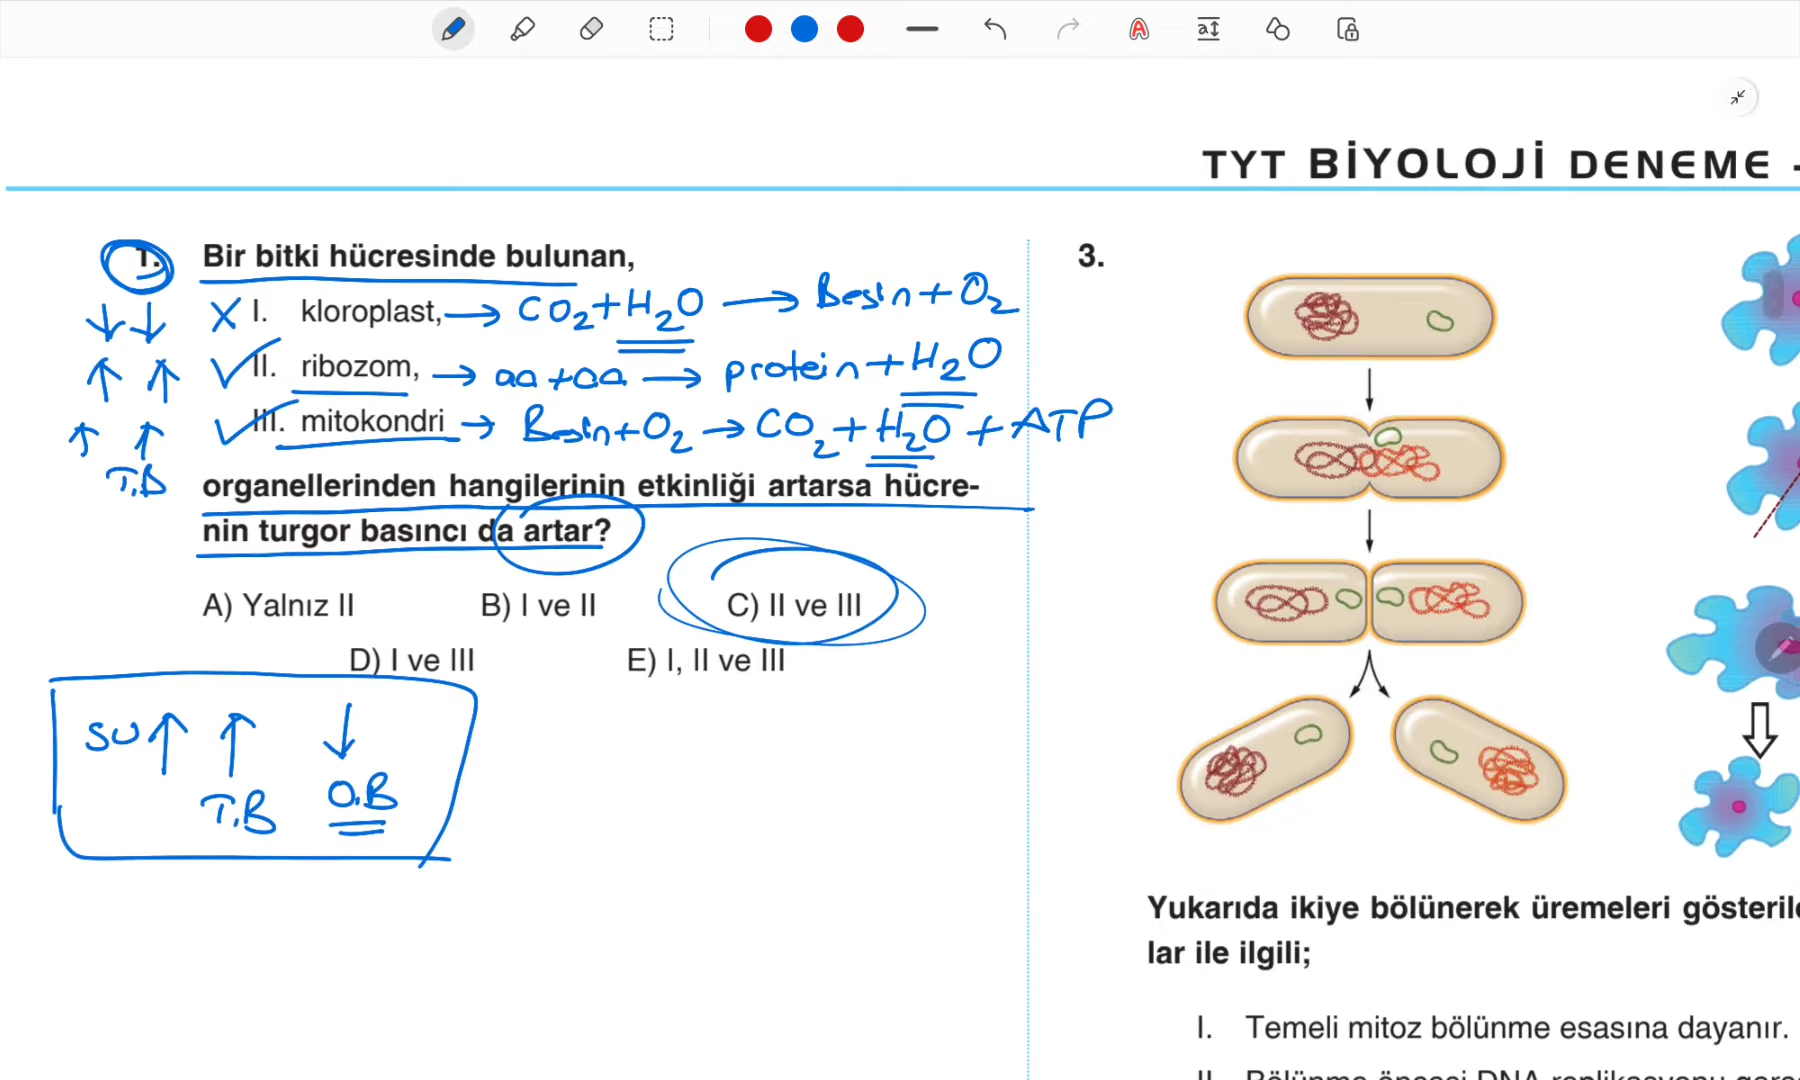 TYT BİYOLOJİ DENEME -
1. Bir bitki hücresinde bulunan,
I. kloroplast, → CO2 + H2O → Besin + O2
II. ribozom, → aa + aa → protein + H2O
III. mitokondri → Besin + O2 → CO2 + H2O + ATP
T.B
organellerinden hangilerinin etkinliği artarsa hücre-
nin turgor basıncı da artar?
A) Yalnız II B) I ve II C) II ve III
D) I ve III E) I, II ve III
SU ↑ ↑ ↓
T.B O.B
3.
Yukarıda ikiye bölünerek üremeleri
lar ile ilgili;
I. Temeli mitoz bölünme esasına dayanır.